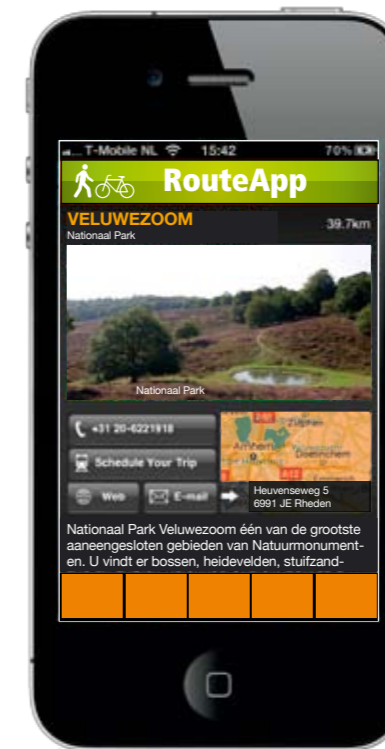 T-Mobile NL 15:42 70%
RouteApp
VELUWEZOOM
39.7km
Nationaal Park
Nationaal Park
+31 20-6221918
Schedule Your Trip
Web E-mail
Zutphen
Arnhem
Doetinchem
A12
Heuvenseweg 5
6991 JE Rheden
Nationaal Park Veluwezoom één van de grootste
aaneengesloten gebieden van Natuurmonument-
en. U vindt er bossen, heidevelden, stuifzand-